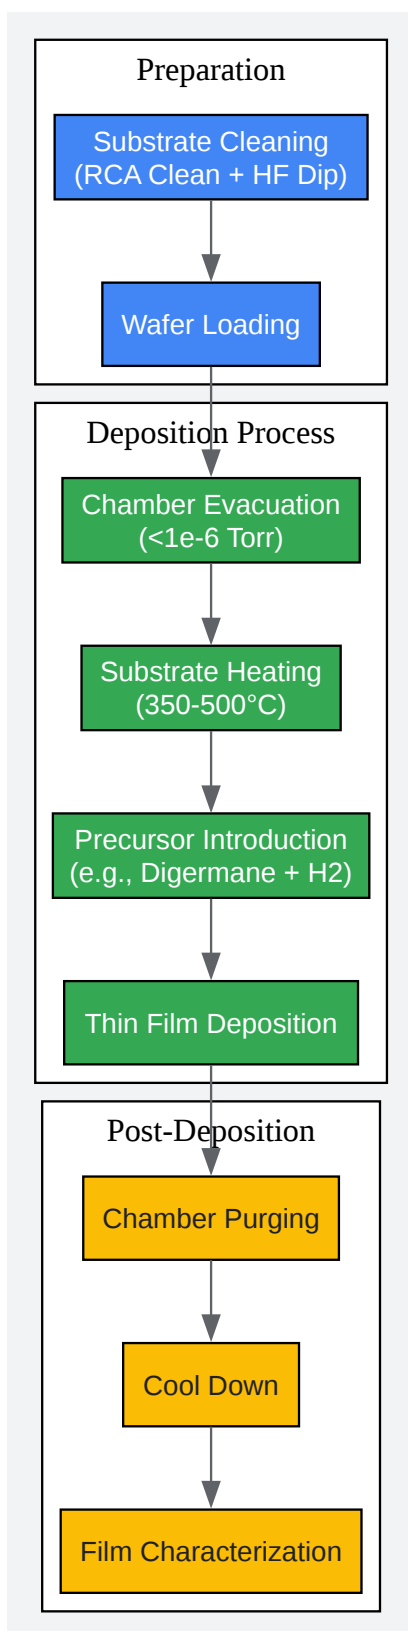 Preparation
Substrate Cleaning
(RCA Clean + HF Dip)
Wafer Loading
Deposition Process
Chamber Evacuation
(<1e-6 Torr)
Substrate Heating
(350-500°C)
Precursor Introduction
(e.g., Digermane + H2)
Thin Film Deposition
Post-Deposition
Chamber Purging
Cool Down
Film Characterization